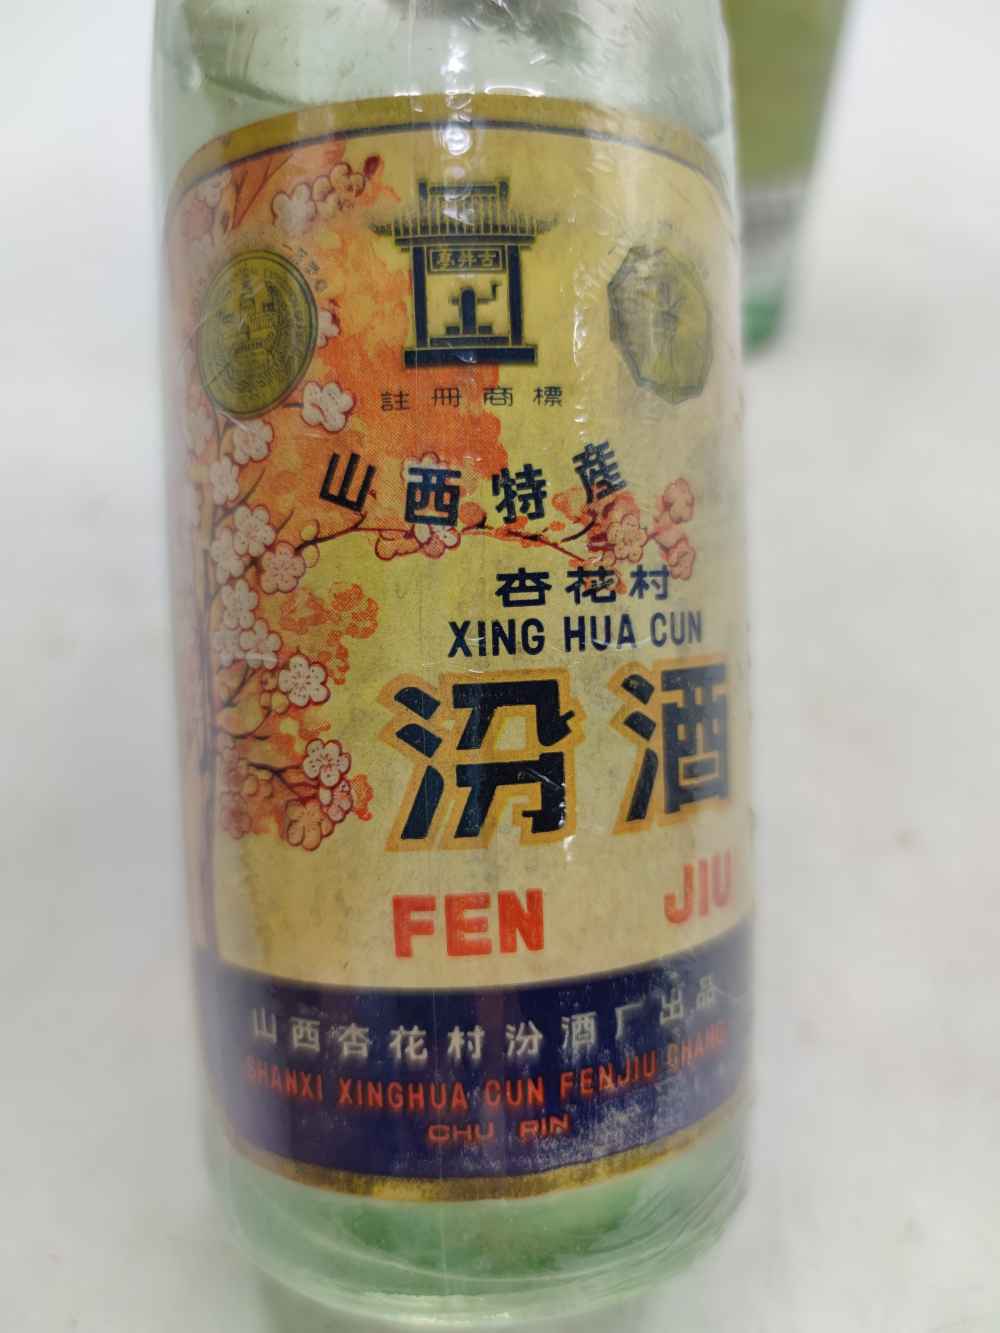 古井亭
註冊商標
山西特產
杏花村
XING HUA CUN
汾酒
FEN JIU
山西杏花村汾酒厂出品
SHANXI XINGHUA CUN FENJIU CHANG
CHU PIN